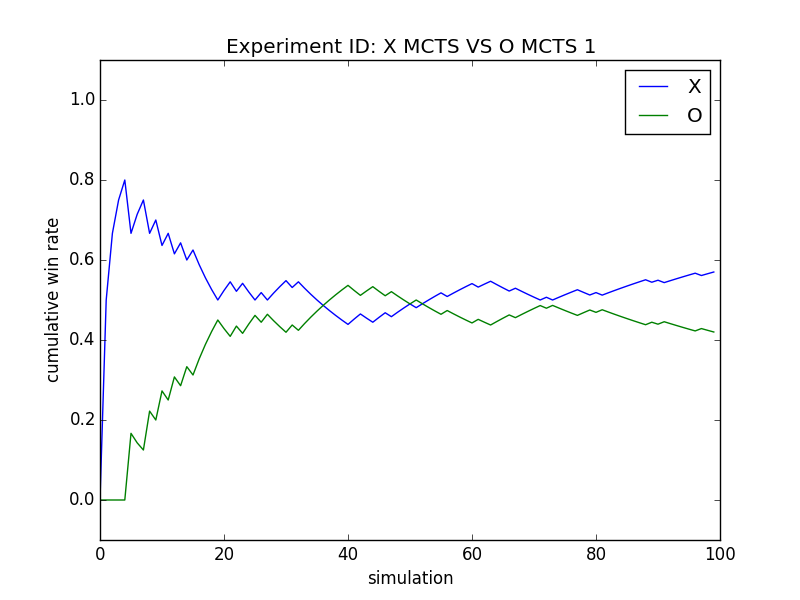 Experiment ID: X MCTS VS O MCTS 1
X
O
cumulative win rate
1.0
0.8
0.6
0.4
0.2
0.0
0 20 40 60 80 100
simulation